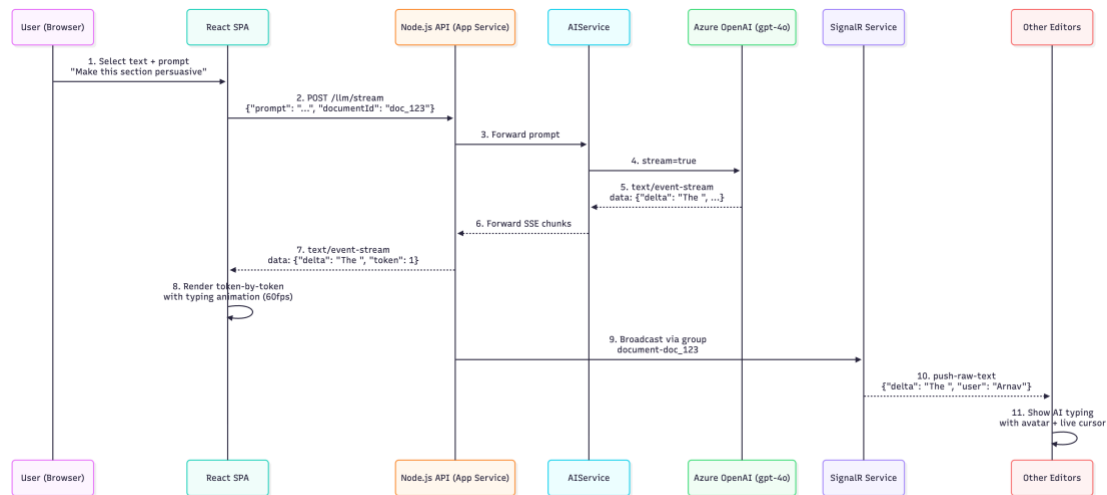 User (Browser)
React SPA
Node.js API (App Service)
AIService
Azure OpenAI (gpt-4o)
SignalR Service
Other Editors
1. Select text + prompt
"Make this section persuasive"
2. POST /llm/stream
{"prompt": "...", "documentId": "doc_123"}
3. Forward prompt
4. stream=true
5. text/event-stream
data: {"delta": "The ", ...}
6. Forward SSE chunks
7. text/event-stream
data: {"delta": "The ", "token": 1}
8. Render token-by-token
with typing animation (60fps)
9. Broadcast via group
document-doc_123
10. push-raw-text
{"delta": "The ", "user": "Arnav"}
11. Show AI typing
with avatar + live cursor
User (Browser)
React SPA
Node.js API (App Service)
AIService
Azure OpenAI (gpt-4o)
SignalR Service
Other Editors